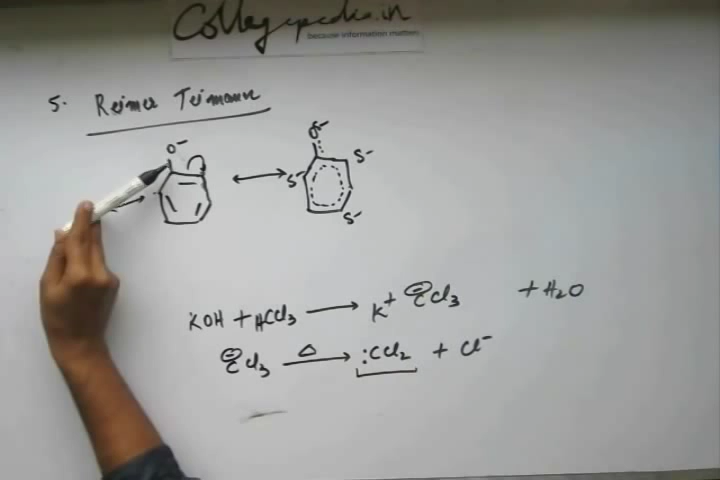 Collegepedia.in
because information matters
5. Reimer Teimann
O⁻
δ⁻
δ⁻
δ⁻
δ⁻
KOH + HCCl3 ⟶ K⁺ ⊖CCl3 + H2O
⊖CCl3 Δ⟶ :CCl2 + Cl⁻